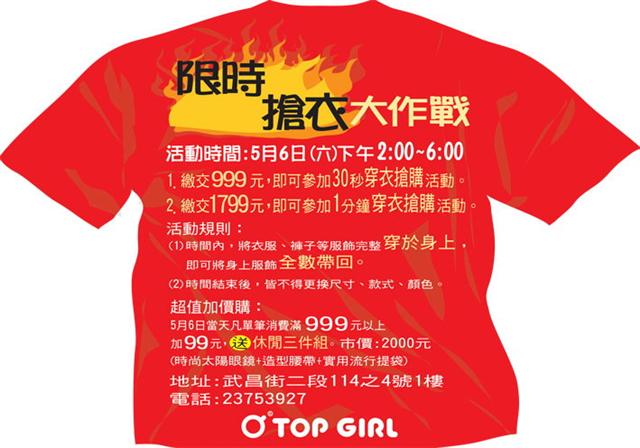 限時
搶衣大作戰
活動時間:5月6日(六)下午2:00~6:00
1. 繳交999元,即可參加30秒穿衣搶購活動。
2. 繳交1799元,即可參加1分鐘穿衣搶購活動。
活動規則:
(1)時間內,將衣服、褲子等服飾完整穿於身上,
即可將身上服飾全數帶回。
(2)時間結束後,皆不得更換尺寸、款式、顏色。
超值加價購:
5月6日當天凡單筆消費滿999元以上
加99元,送休閒三件組。市價:2000元
(時尚太陽眼鏡+造型腰帶+實用流行提袋)
地址:武昌街二段114之4號1樓
電話:23753927
©TOP GIRL